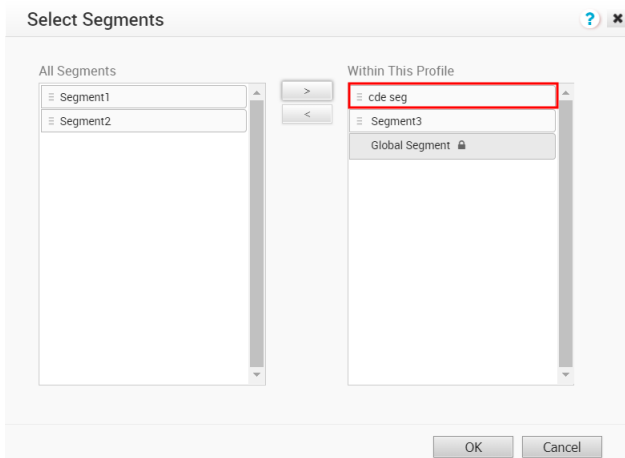 Select Segments
?
All Segments
Segment1
Segment2
>
<
Within This Profile
cde seg
Segment3
Global Segment
OK
Cancel